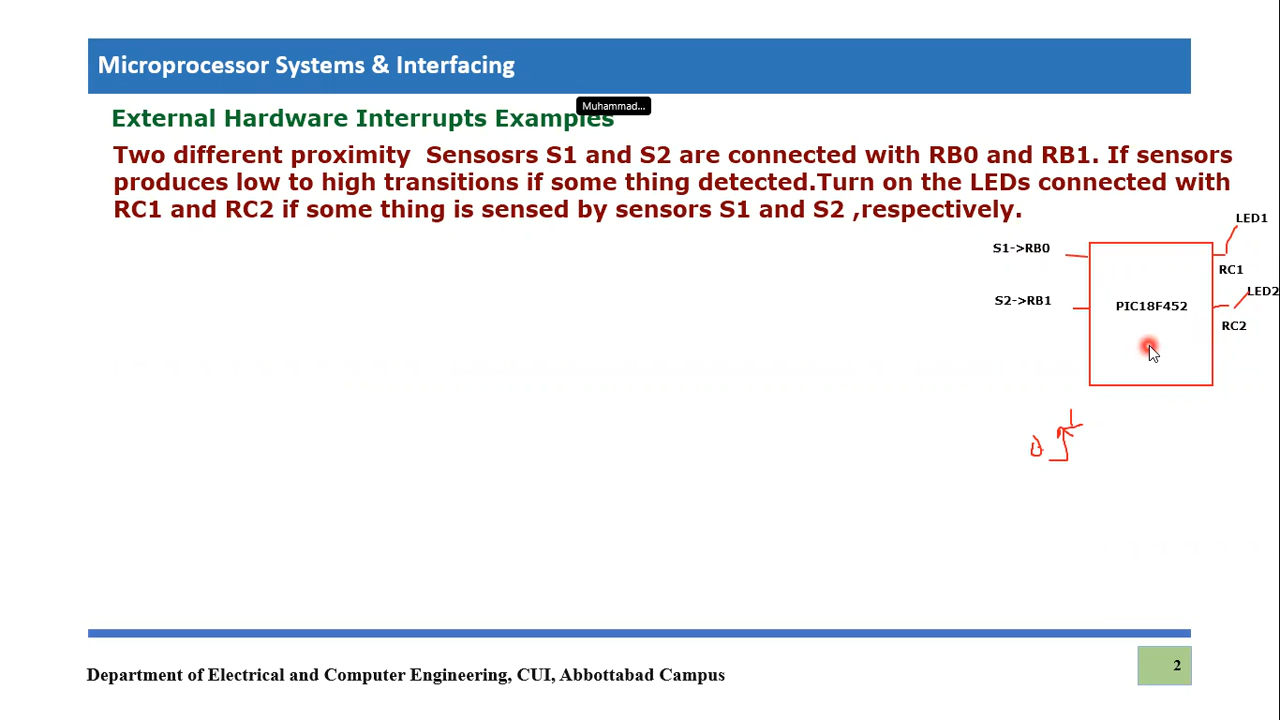 Microprocessor Systems & Interfacing
Muhammad...
External Hardware Interrupts Examples
Two different proximity Sensosrs S1 and S2 are connected with RB0 and RB1. If sensors
produces low to high transitions if some thing detected.Turn on the LEDs connected with
RC1 and RC2 if some thing is sensed by sensors S1 and S2 ,respectively.
LED1
S1->RB0
RC1
LED2
S2->RB1
PIC18F452
RC2
0 1
2
Department of Electrical and Computer Engineering, CUI, Abbottabad Campus